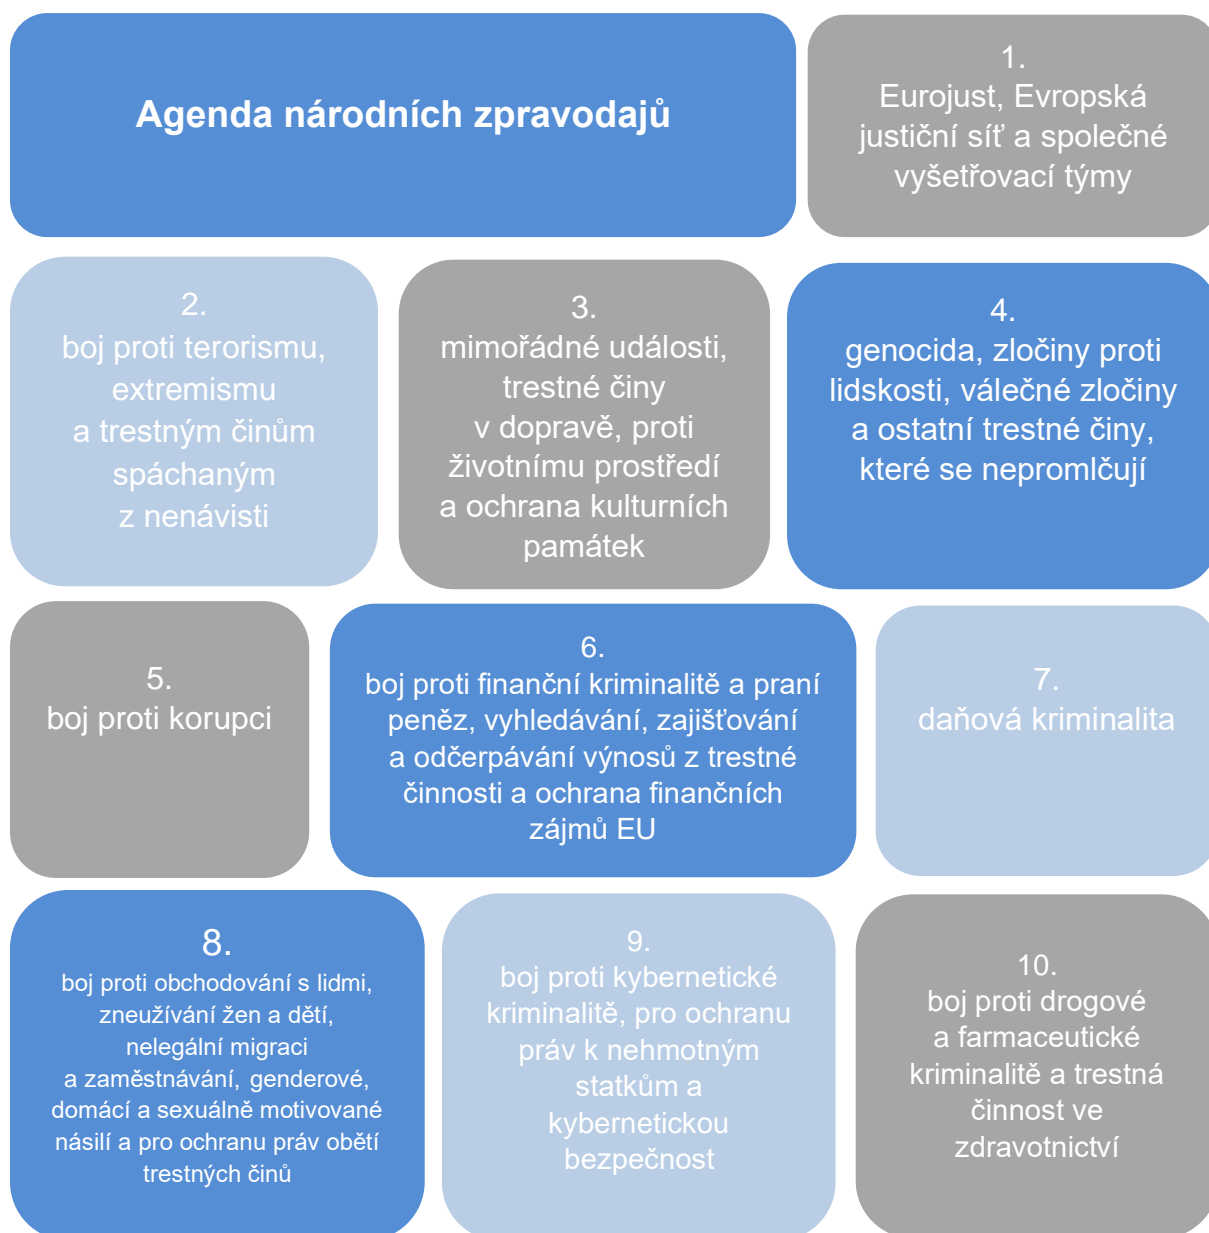 Agenda národních zpravodajů
1.
Eurojust, Evropská
justiční síť a společné
vyšetřovací týmy
2.
boj proti terorismu,
extremismu
a trestným činům
spáchaným
z nenávisti
3.
mimořádné události,
trestné činy
v dopravě, proti
životnímu prostředí
a ochrana kulturních
památek
4.
genocida, zločiny proti
lidskosti, válečné zločiny
a ostatní trestné činy,
které se nepromlčují
5.
boj proti korupci
6.
boj proti finanční kriminalitě a praní
peněz, vyhledávání, zajišťování
a odčerpávání výnosů z trestné
činnosti a ochrana finančních
zájmů EU
7.
daňová kriminalita
8.
boj proti obchodování s lidmi,
zneužívání žen a dětí,
nelegální migraci
a zaměstnávání, genderové,
domácí a sexuálně motivované
násilí a pro ochranu práv obětí
trestných činů
9.
boj proti kybernetické
kriminalitě, pro ochranu
práv k nehmotným
statkům a
kybernetickou
bezpečnost
10.
boj proti drogové
a farmaceutické
kriminalitě a trestná
činnost ve
zdravotnictví